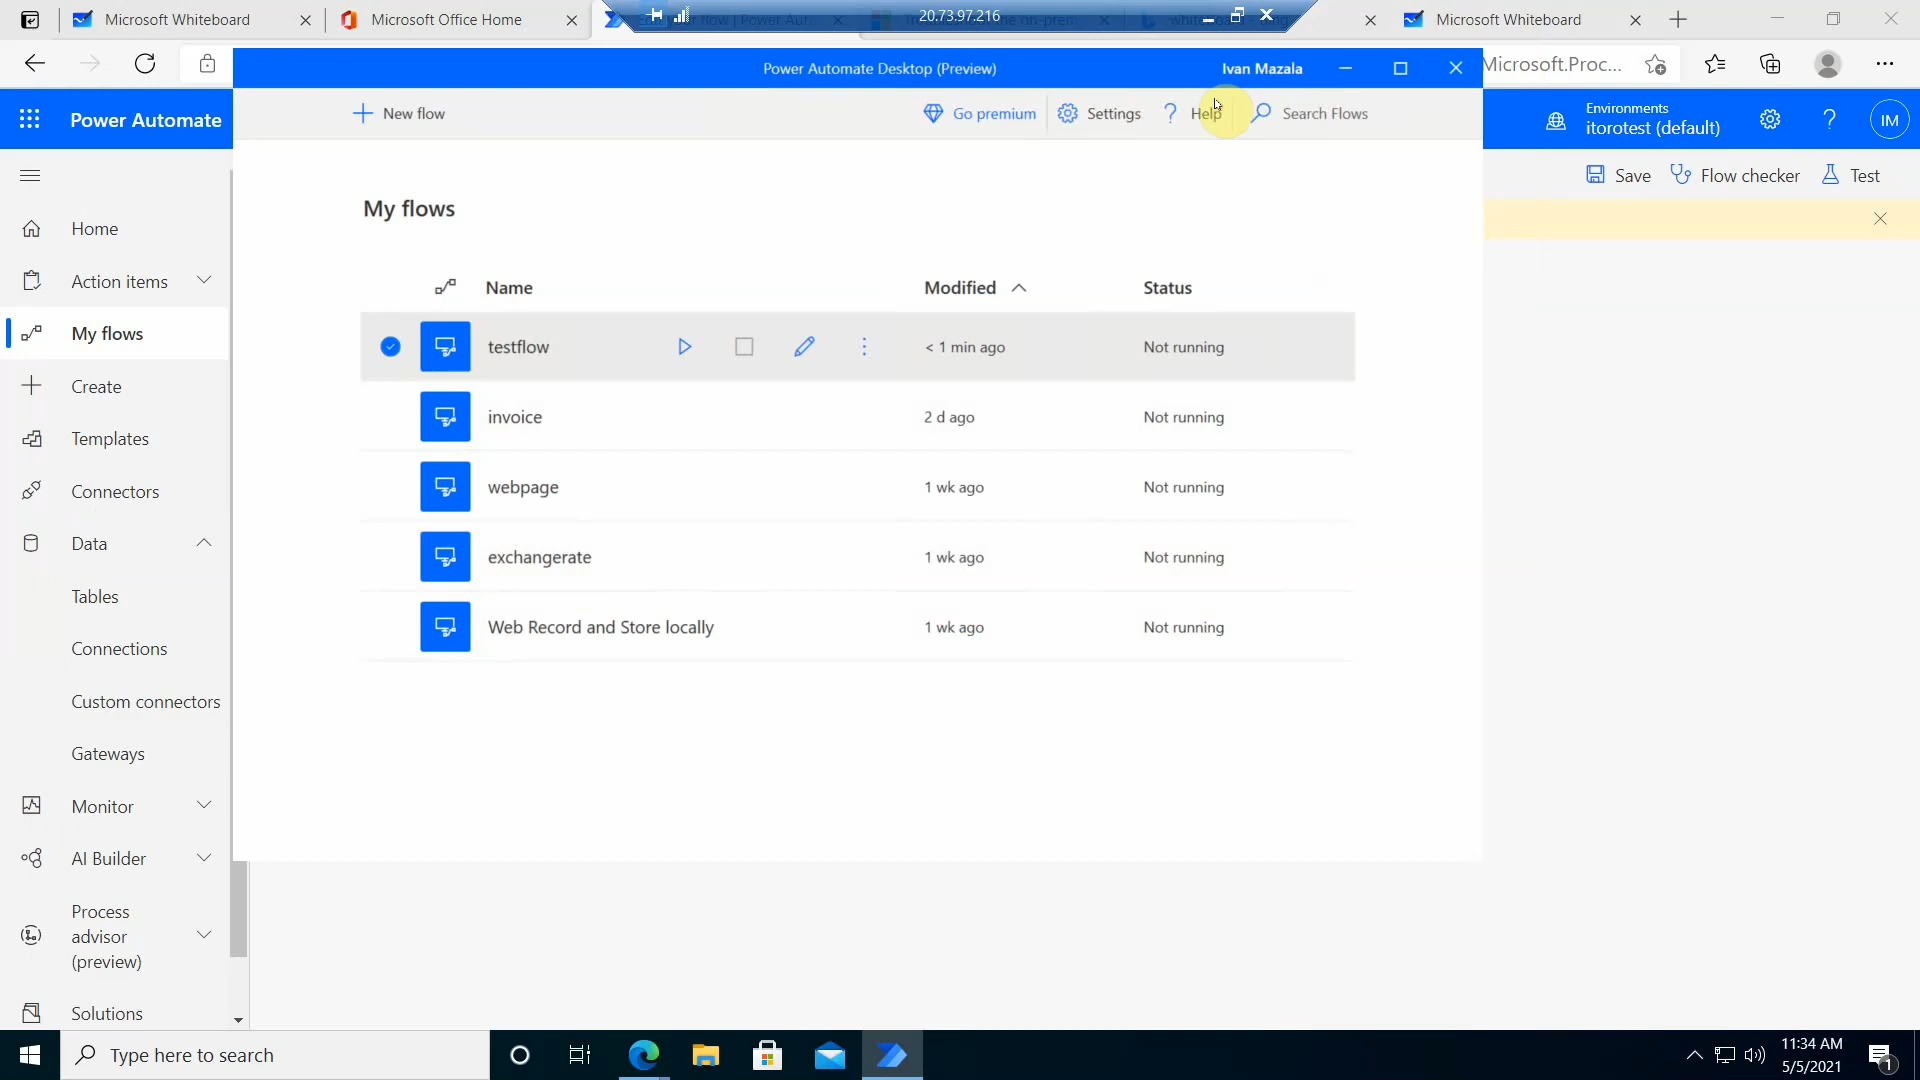 Microsoft Whiteboard
Microsoft Office Home
20.73.97.216
Microsoft Whiteboard
Power Automate Desktop (Preview)
Ivan Mazala
Microsoft.Proc...
Power Automate
New flow
Go premium
Settings
Help
Search Flows
Environments
itorotest (default)
IM
Save
Flow checker
Test
Home
Action items
My flows
Create
Templates
Connectors
Data
Tables
Connections
Custom connectors
Gateways
Monitor
AI Builder
Process
advisor
(preview)
Solutions
My flows
Name
Modified
Status
testflow
< 1 min ago
Not running
invoice
2 d ago
Not running
webpage
1 wk ago
Not running
exchangerate
1 wk ago
Not running
Web Record and Store locally
1 wk ago
Not running
Type here to search
11:34 AM
5/5/2021
1